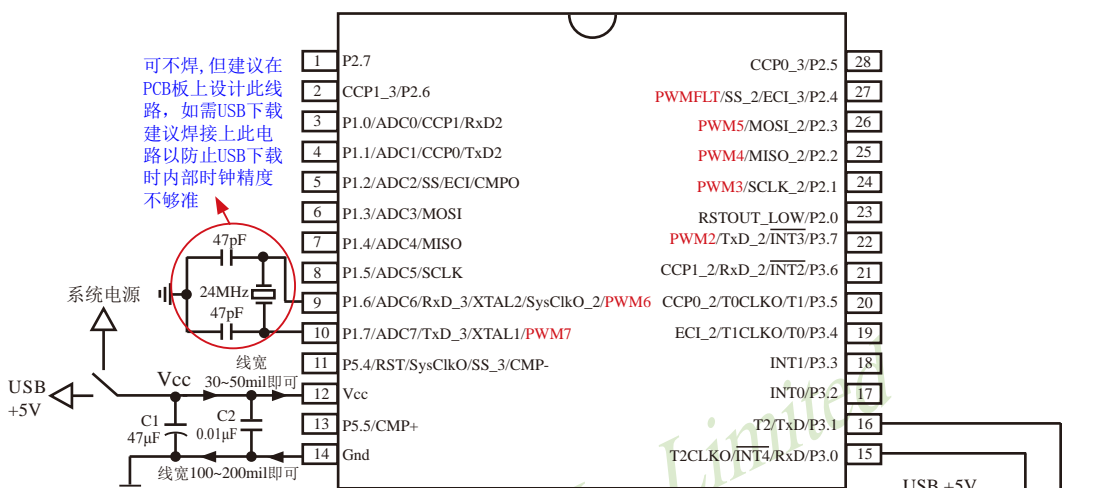 可不焊,但建议在
PCB板上设计此线
路，如需USB下载
建议焊接上此电
路以防止USB下载
时内部时钟精度
不够准
47pF
24MHz
47pF
系统电源
USB
+5V
Vcc
线宽
30~50mil即可
C1
47μF
C2
0.01μF
线宽100~200mil即可
1 P2.7
2 CCP1_3/P2.6
3 P1.0/ADC0/CCP1/RxD2
4 P1.1/ADC1/CCP0/TxD2
5 P1.2/ADC2/SS/ECI/CMPO
6 P1.3/ADC3/MOSI
7 P1.4/ADC4/MISO
8 P1.5/ADC5/SCLK
9 P1.6/ADC6/RxD_3/XTAL2/SysClkO_2/PWM6
10 P1.7/ADC7/TxD_3/XTAL1/PWM7
11 P5.4/RST/SysClkO/SS_3/CMP-
12 Vcc
13 P5.5/CMP+
14 Gnd
CCP0_3/P2.5 28
PWMFLT/SS_2/ECI_3/P2.4 27
PWM5/MOSI_2/P2.3 26
PWM4/MISO_2/P2.2 25
PWM3/SCLK_2/P2.1 24
RSTOUT_LOW/P2.0 23
PWM2/TxD_2/INT3/P3.7 22
CCP1_2/RxD_2/INT2/P3.6 21
CCP0_2/T0CLKO/T1/P3.5 20
ECI_2/T1CLKO/T0/P3.4 19
INT1/P3.3 18
INT0/P3.2 17
T2/TxD/P3.1 16
T2CLKO/INT4/RxD/P3.0 15
Limited
USB +5V